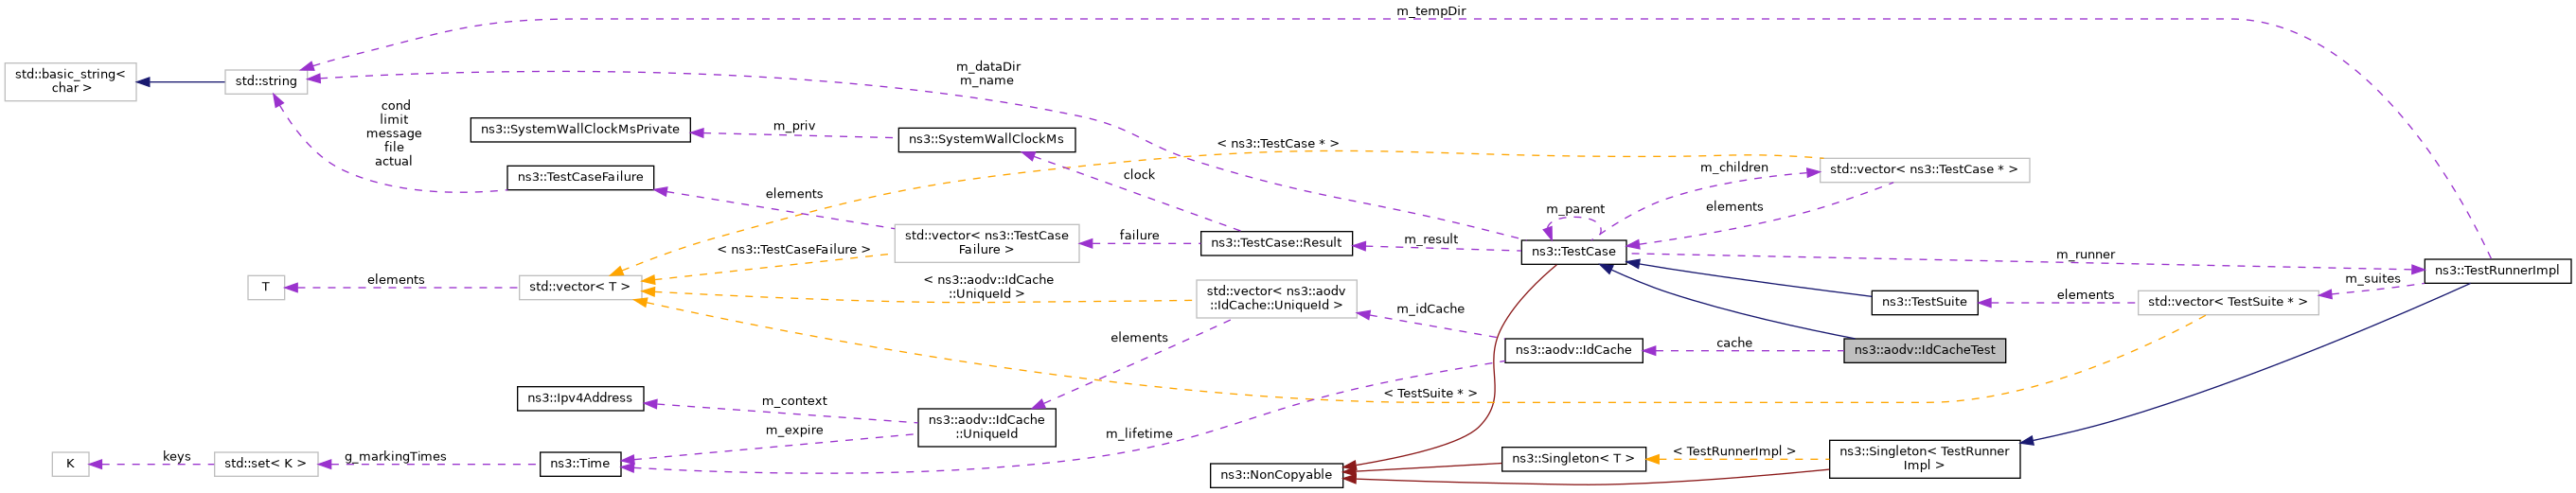 m_tempDir
m_dataDir
m_name
std::basic_string<
char >
std::string
cond
limit
message
file
actual
ns3::SystemWallClockMsPrivate
m_priv
ns3::SystemWallClockMs
< ns3::TestCase * >
m_children
std::vector< ns3::TestCase * >
ns3::TestCaseFailure
clock
elements
m_parent
elements
std::vector< ns3::TestCase
Failure >
failure
ns3::TestCase::Result
m_result
ns3::TestCase
m_runner
ns3::TestRunnerImpl
< ns3::TestCaseFailure >
T
elements
std::vector< T >
< ns3::aodv::IdCache
::UniqueId >
std::vector< ns3::aodv
::IdCache::UniqueId >
m_idCache
ns3::TestSuite
elements
std::vector< TestSuite * >
m_suites
elements
ns3::aodv::IdCache
cache
ns3::aodv::IdCacheTest
ns3::Ipv4Address
m_context
< TestSuite * >
ns3::aodv::IdCache
::UniqueId
m_expire
m_lifetime
K
keys
std::set< K >
g_markingTimes
ns3::Time
ns3::NonCopyable
ns3::Singleton< T >
< TestRunnerImpl >
ns3::Singleton< TestRunner
Impl >